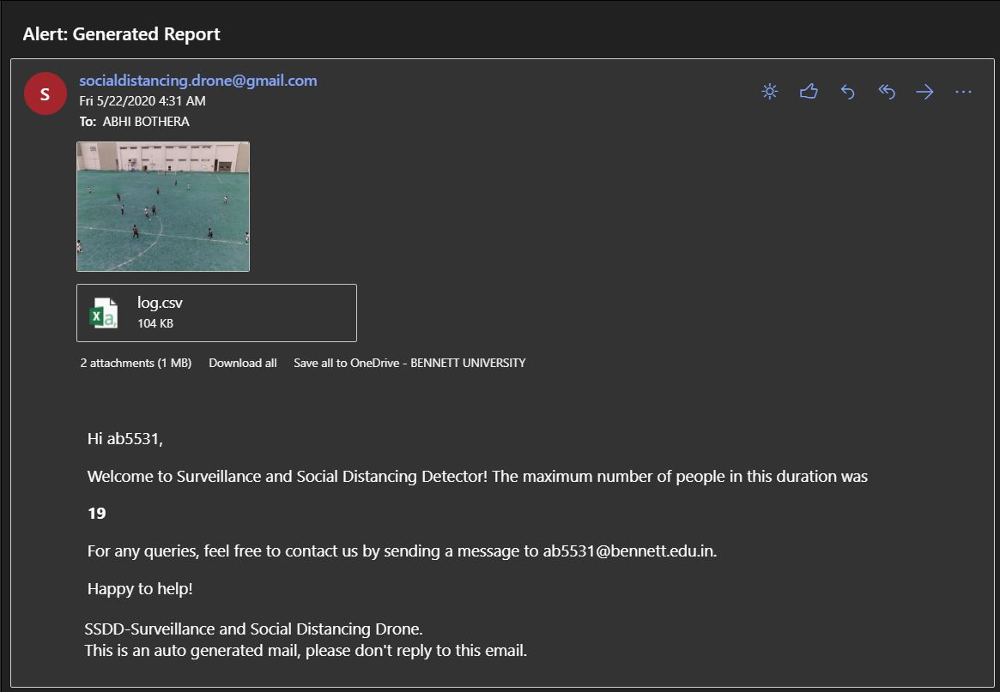 Alert: Generated Report
S
socialdistancing.drone@gmail.com
Fri 5/22/2020 4:31 AM
To: ABHI BOTHERA
log.csv
104 KB
2 attachments (1 MB) Download all Save all to OneDrive - BENNETT UNIVERSITY
Hi ab5531,
Welcome to Surveillance and Social Distancing Detector! The maximum number of people in this duration was
19
For any queries, feel free to contact us by sending a message to ab5531@bennett.edu.in.
Happy to help!
SSDD-Surveillance and Social Distancing Drone.
This is an auto generated mail, please don't reply to this email.